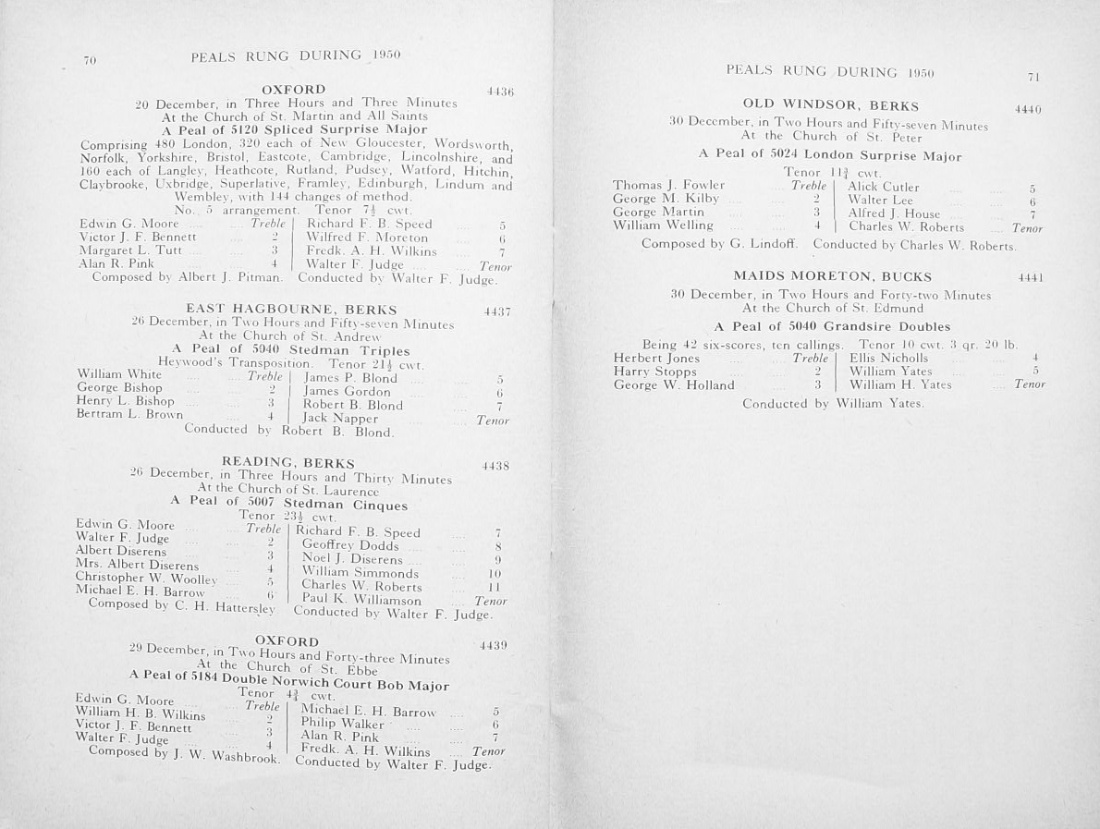 70 PEALS RUNG DURING 1950
OXFORD 4436
20 December, in Three Hours and Three Minutes
At the Church of St. Martin and All Saints
A Peal of 5120 Spliced Surprise Major
Comprising 480 London, 320 each of New Gloucester, Wordsworth,
Norfolk, Yorkshire, Bristol, Eastcote, Cambridge, Lincolnshire, and
160 each of Langley, Heathcote, Rutland, Pudsey, Watford, Hitchin,
Claybrooke, Uxbridge, Superlative, Framley, Edinburgh, Lindum and
Wembley, with 144 changes of method.
No. 5 arrangement. Tenor 7½ cwt.
Edwin G. Moore .... Treble | Richard F. B. Speed 5
Victor J. F. Bennett 2 | Wilfred F. Moreton 6
Margaret L. Tutt 3 | Fredk. A. H. Wilkins 7
Alan R. Pink 4 | Walter F. Judge Tenor
Composed by Albert J. Pitman. Conducted by Walter F. Judge.
EAST HAGBOURNE, BERKS 4437
26 December, in Two Hours and Fifty-seven Minutes
At the Church of St. Andrew
A Peal of 5040 Stedman Triples
Heywood's Transposition. Tenor 21½ cwt.
William White Treble | James P. Blond 5
George Bishop 2 | James Gordon 6
Henry L. Bishop 3 | Robert B. Blond 7
Bertram L. Brown 4 | Jack Napper Tenor
Conducted by Robert B. Blond.
READING, BERKS 4438
26 December, in Three Hours and Thirty Minutes
At the Church of St. Laurence
A Peal of 5007 Stedman Cinques
Tenor 23½ cwt.
Edwin G. Moore Treble | Richard F. B. Speed 7
Walter F. Judge 2 | Geoffrey Dodds 8
Albert Diserens 3 | Noel J. Diserens 9
Mrs. Albert Diserens 4 | William Simmonds 10
Christopher W. Woolley 5 | Charles W. Roberts 11
Michael E. H. Barrow 6 | Paul K. Williamson Tenor
Composed by C. H. Hattersley Conducted by Walter F. Judge.
OXFORD 4439
29 December, in Two Hours and Forty-three Minutes
At the Church of St. Ebbe
A Peal of 5184 Double Norwich Court Bob Major
Tenor 4¾ cwt.
Edwin G. Moore Treble | Michael E. H. Barrow 5
William H. B. Wilkins 2 | Philip Walker 6
Victor J. F. Bennett 3 | Alan R. Pink 7
Walter F. Judge 4 | Fredk. A. H. Wilkins Tenor
Composed by J. W. Washbrook. Conducted by Walter F. Judge.
PEALS RUNG DURING 1950 71
OLD WINDSOR, BERKS 4440
30 December, in Two Hours and Fifty-seven Minutes
At the Church of St. Peter
A Peal of 5024 London Surprise Major
Tenor 11¾ cwt.
Thomas J. Fowler Treble | Alick Cutler 5
George M. Kilby 2 | Walter Lee 6
George Martin 3 | Alfred J. House 7
William Welling 4 | Charles W. Roberts Tenor
Composed by G. Lindoff. Conducted by Charles W. Roberts.
MAIDS MORETON, BUCKS 4441
30 December, in Two Hours and Forty-two Minutes
At the Church of St. Edmund
A Peal of 5040 Grandsire Doubles
Being 42 six-scores, ten callings. Tenor 10 cwt. 3 qr. 20 lb.
Herbert Jones Treble | Ellis Nicholls 4
Harry Stopps 2 | William Yates 5
George W. Holland 3 | William H. Yates Tenor
Conducted by William Yates.